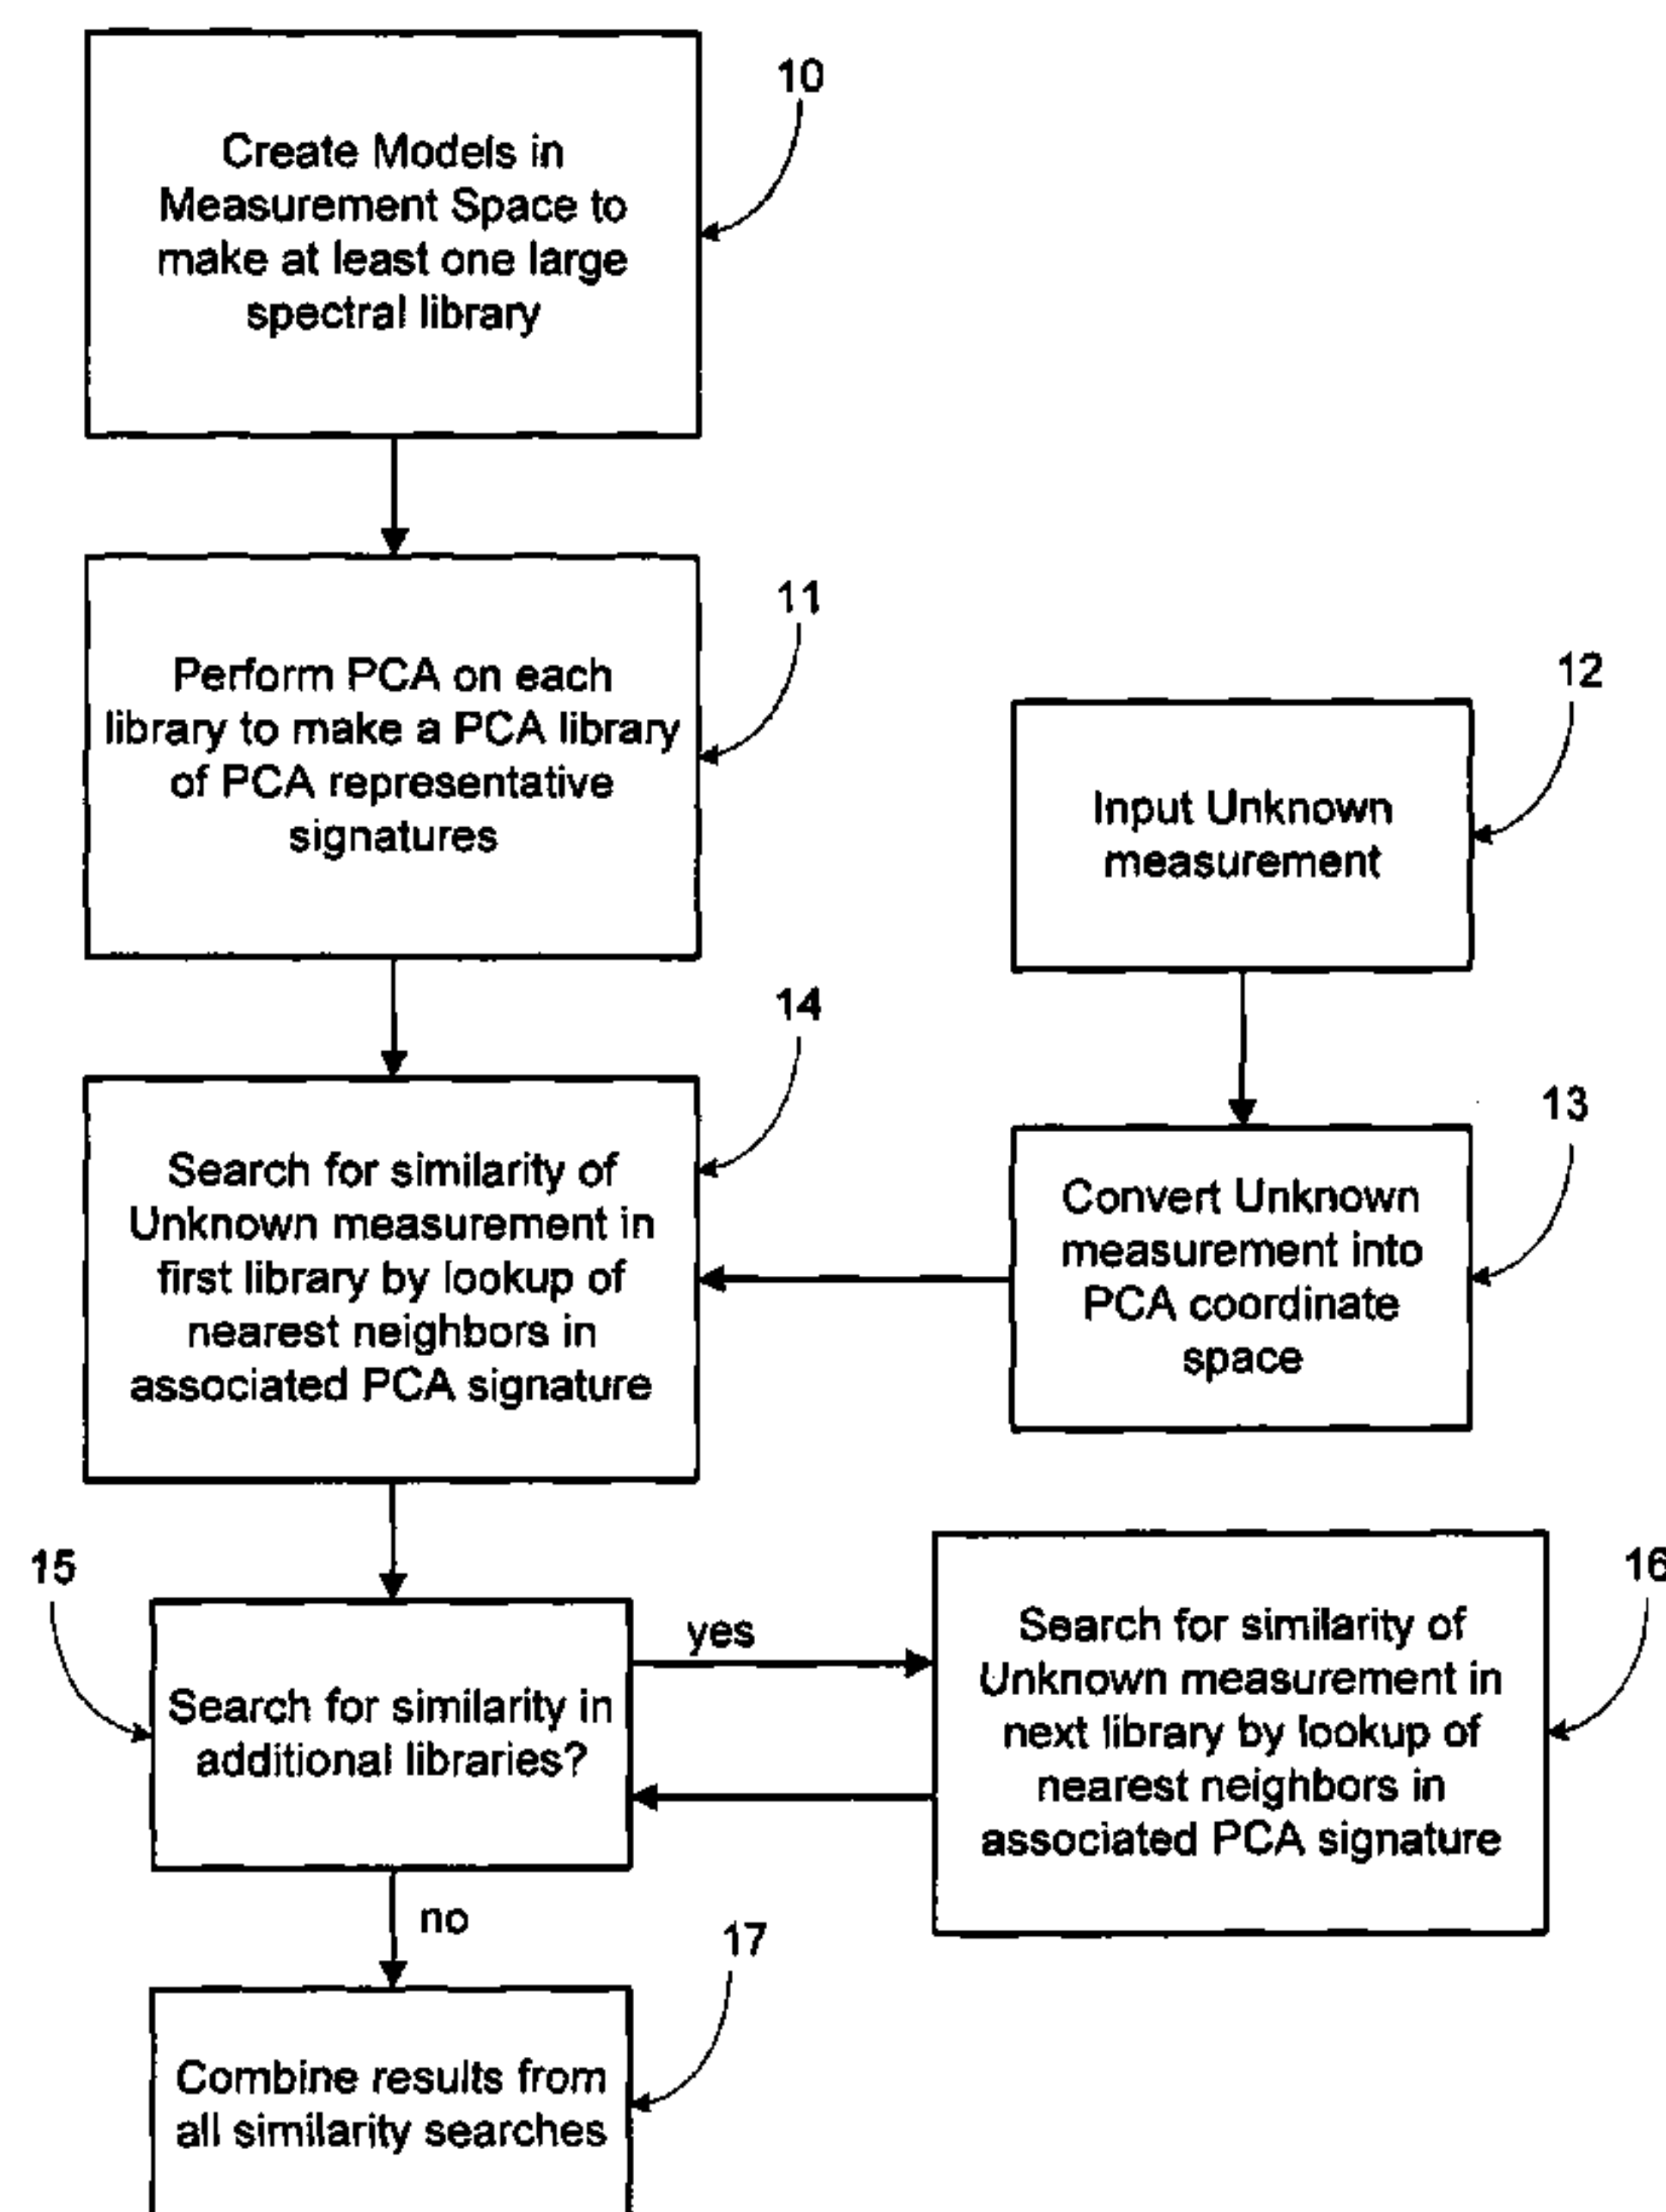 10
Create Models in
Measurement Space to
make at least one large
spectral library
11
Perform PCA on each
library to make a PCA library
of PCA representative
signatures
12
Input Unknown
measurement
14
Search for similarity of
Unknown measurement in
first library by lookup of
nearest neighbors in
associated PCA signature
13
Convert Unknown
measurement into
PCA coordinate
space
15
Search for similarity in
additional libraries?
yes
16
Search for similarity of
Unknown measurement in
next library by lookup of
nearest neighbors in
associated PCA signature
no
17
Combine results from
all similarity searches